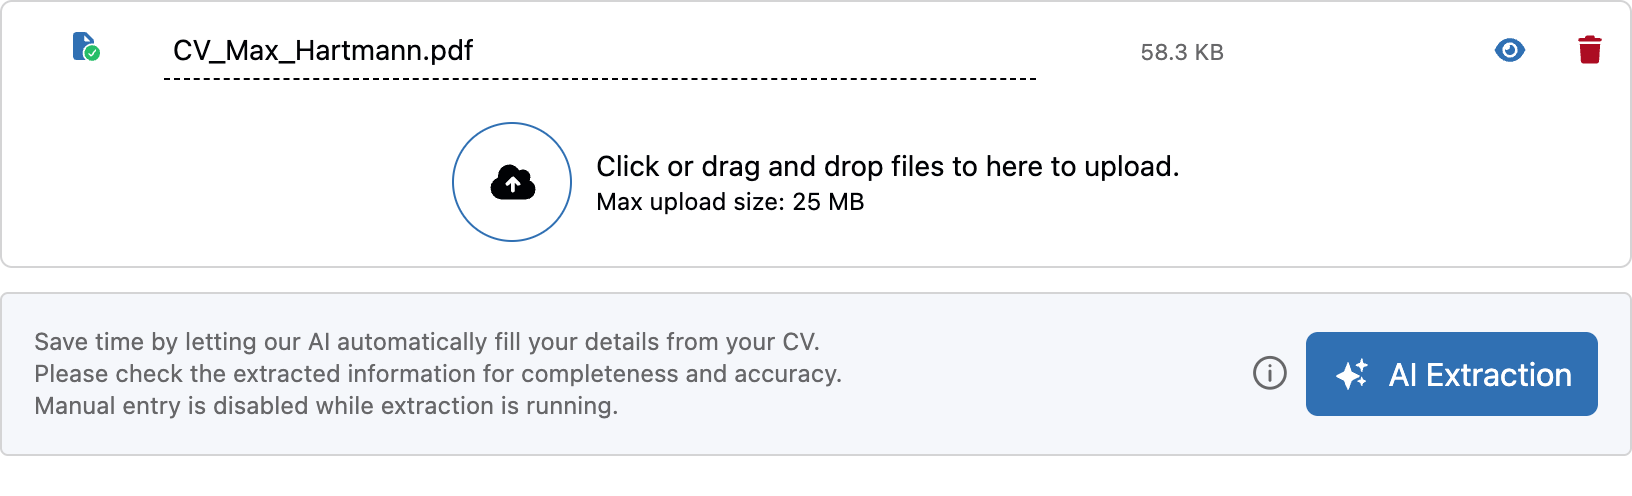 CV_Max_Hartmann.pdf
58.3 KB
Click or drag and drop files to here to upload.
Max upload size: 25 MB
Save time by letting our AI automatically fill your details from your CV.
Please check the extracted information for completeness and accuracy.
Manual entry is disabled while extraction is running.
AI Extraction